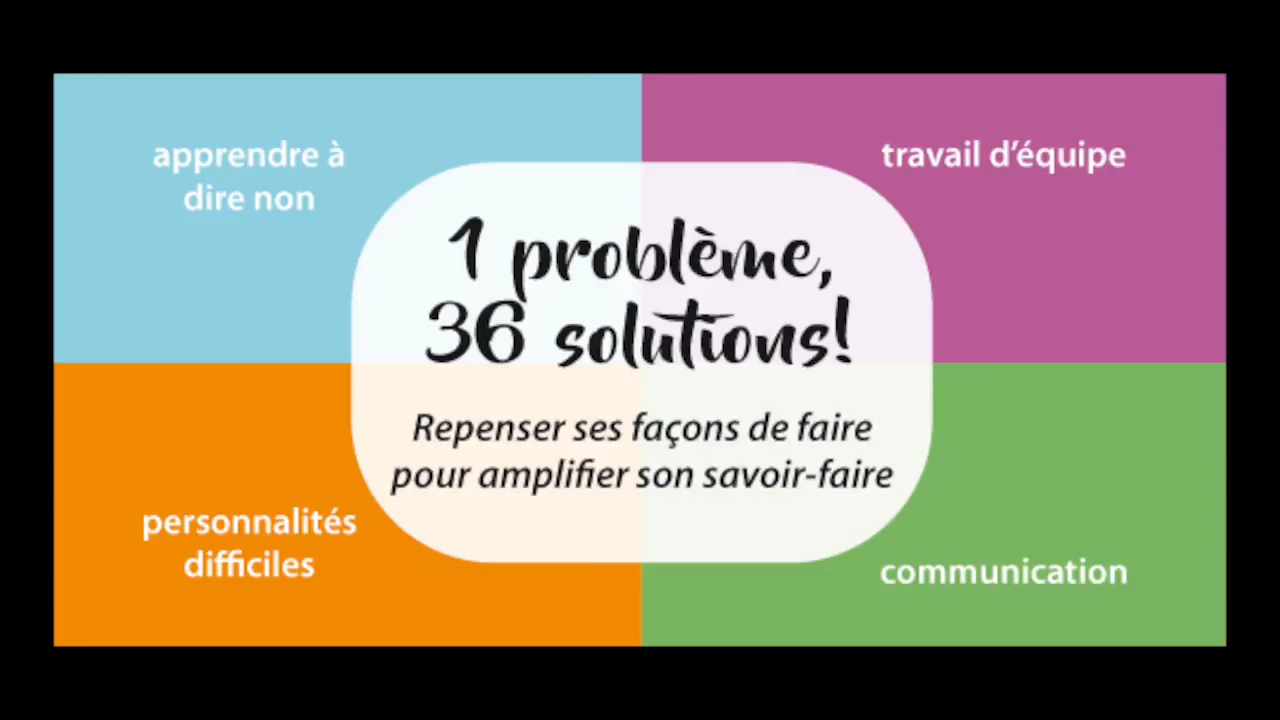 apprendre à
dire non
travail d’équipe
1 problème,
36 solutions!
Repenser ses façons de faire
pour amplifier son savoir-faire
personnalités
difficiles
communication